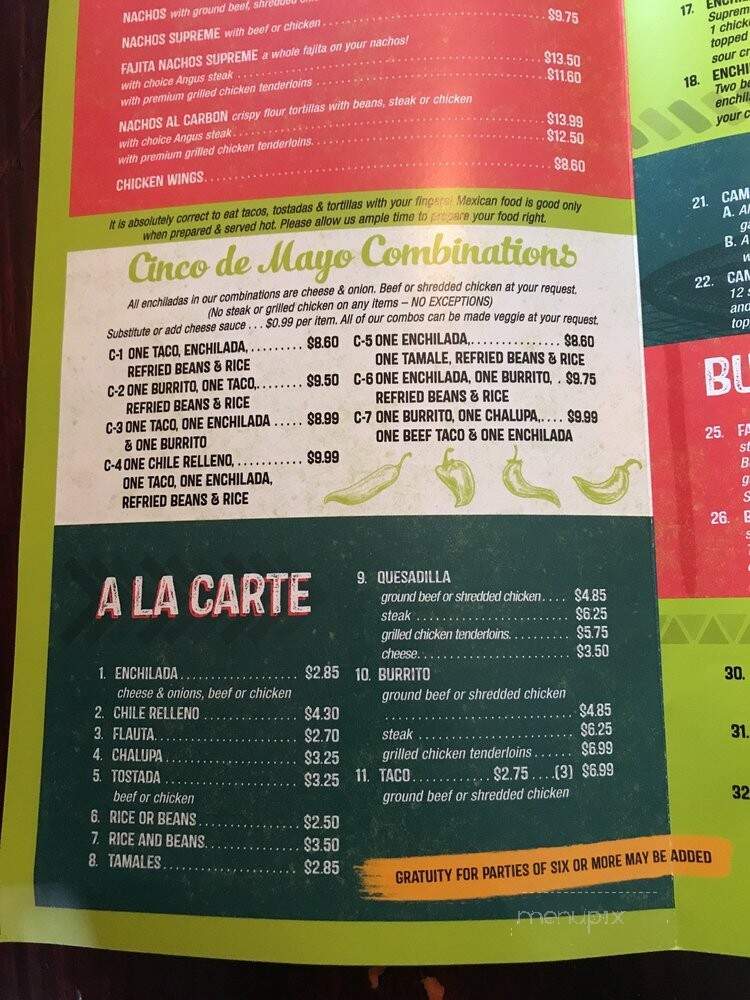 NACHOS with ground beef, shredded
NACHOS SUPREME with beef or chicken ........ $9.75
FAJITA NACHOS SUPREME a whole fajita on your nachos!
with choice Angus steak ........ $13.50
with premium grilled chicken tenderloins ........ $11.60
NACHOS AL CARBON crispy flour tortillas with beans, steak or chicken
with choice Angus steak ........ $13.99
with premium grilled chicken tenderloins ........ $12.50
CHICKEN WINGS ........ $8.60
It is absolutely correct to eat tacos, tostadas & tortillas with your fingers! Mexican food is good only
when prepared & served hot. Please allow us ample time to prepare your food right.
Cinco de Mayo Combinations
All enchiladas in our combinations are cheese & onion. Beef or shredded chicken at your request.
(No steak or grilled chicken on any items – NO EXCEPTIONS)
Substitute or add cheese sauce . . . $0.99 per item. All of our combos can be made veggie at your request.
C-1 ONE TACO, ENCHILADA, ........ $8.60
REFRIED BEANS & RICE
C-2 ONE BURRITO, ONE TACO, ........ $9.50
REFRIED BEANS & RICE
C-3 ONE TACO, ONE ENCHILADA ..... $8.99
& ONE BURRITO
C-4 ONE CHILE RELLENO, ........ $9.99
ONE TACO, ONE ENCHILADA,
REFRIED BEANS & RICE
C-5 ONE ENCHILADA, ........ $8.60
ONE TAMALE, REFRIED BEANS & RICE
C-6 ONE ENCHILADA, ONE BURRITO, . $9.75
REFRIED BEANS & RICE
C-7 ONE BURRITO, ONE CHALUPA, .... $9.99
ONE BEEF TACO & ONE ENCHILADA
A LA CARTE
1. ENCHILADA ........ $2.85
cheese & onions, beef or chicken
2. CHILE RELLENO ........ $4.30
3. FLAUTA ........ $2.70
4. CHALUPA ........ $3.25
5. TOSTADA ........ $3.25
beef or chicken
6. RICE OR BEANS ........ $2.50
7. RICE AND BEANS ........ $3.50
8. TAMALES ........ $2.85
9. QUESADILLA
ground beef or shredded chicken .... $4.85
steak ........ $6.25
grilled chicken tenderloins ........ $5.75
cheese ........ $3.50
10. BURRITO
ground beef or shredded chicken
........ $4.85
steak ........ $6.25
grilled chicken tenderloins ...... $6.99
11. TACO ........ $2.75 ....(3) $6.99
ground beef or shredded chicken
GRATUITY FOR PARTIES OF SIX OR MORE MAY BE ADDED
menupix
17.
1
topped
sour
18.
Two
your
21.
A.
B.
22.
12
and
25.
26.
30.
31.
32